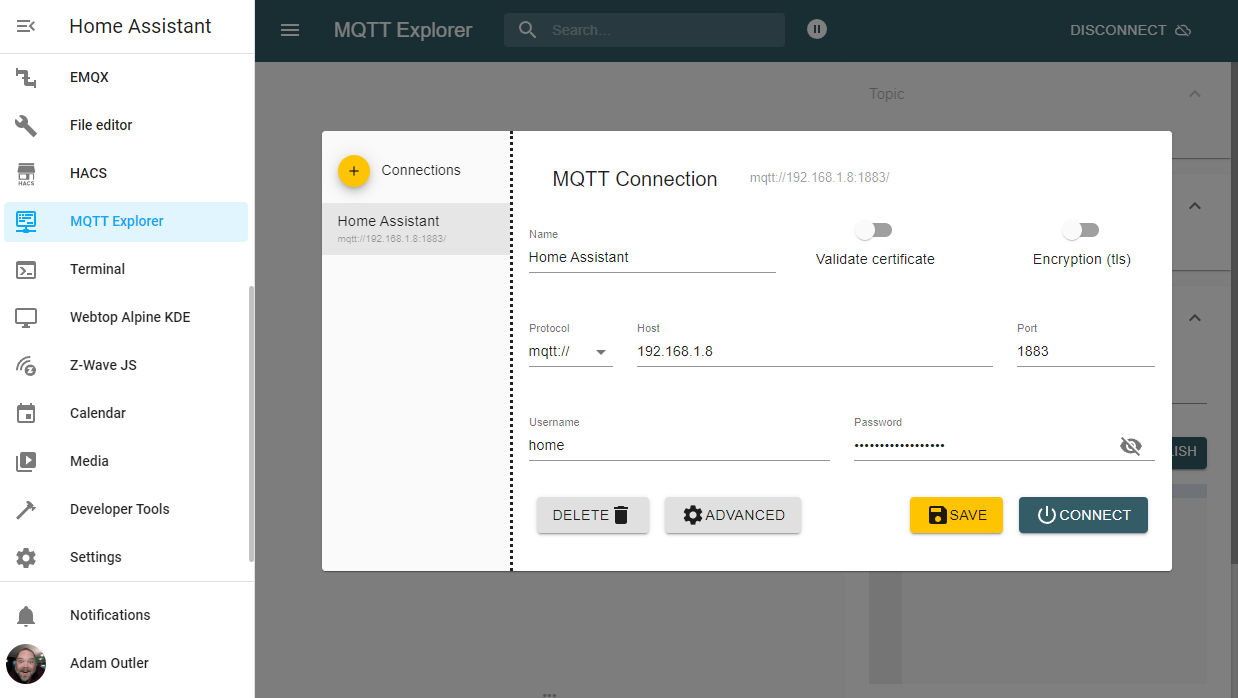 Home Assistant
EMQX
File editor
HACS
HACS
MQTT Explorer
Terminal
Webtop Alpine KDE
Z-Wave JS
Calendar
Media
Developer Tools
Settings
Notifications
Adam Outler
MQTT Explorer
Search...
DISCONNECT
Topic
Connections
Home Assistant
mqtt://192.168.1.8:1883/
MQTT Connection mqtt://192.168.1.8:1883/
Name
Home Assistant
Validate certificate
Encryption (tls)
Protocol
mqtt://
Host
192.168.1.8
Port
1883
Username
home
Password
••••••••••••••••••
DELETE
ADVANCED
SAVE
CONNECT
LISH